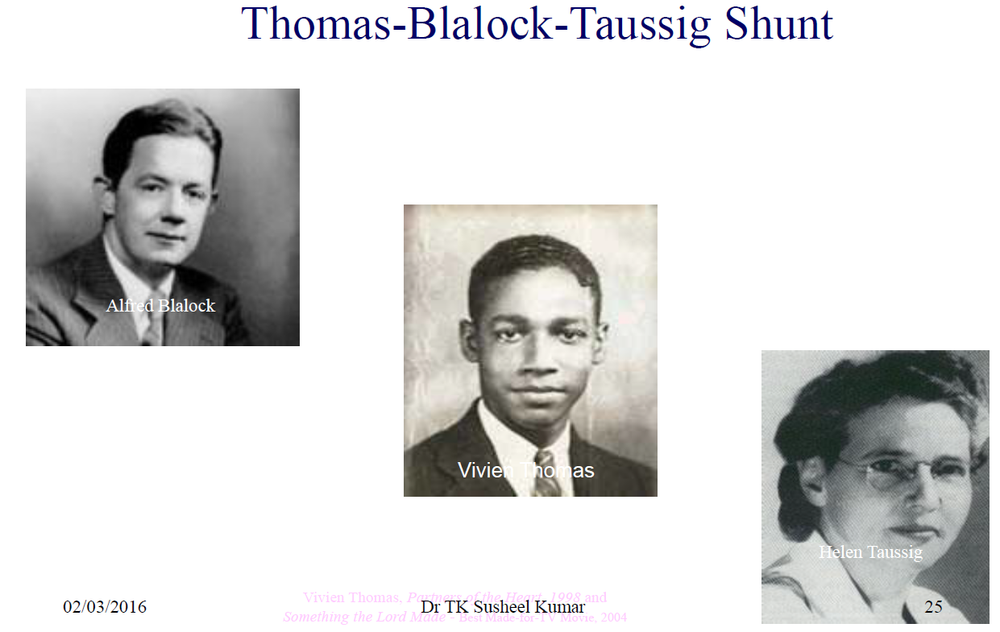 Thomas-Blalock-Taussig Shunt
Alfred Blalock
Vivien Thomas
Helen Taussig
Vivien Thomas, Partners of the Heart, 1998 and
Something the Lord Made - Best Made-for-TV Movie, 2004
02/03/2016
Dr TK Susheel Kumar
25